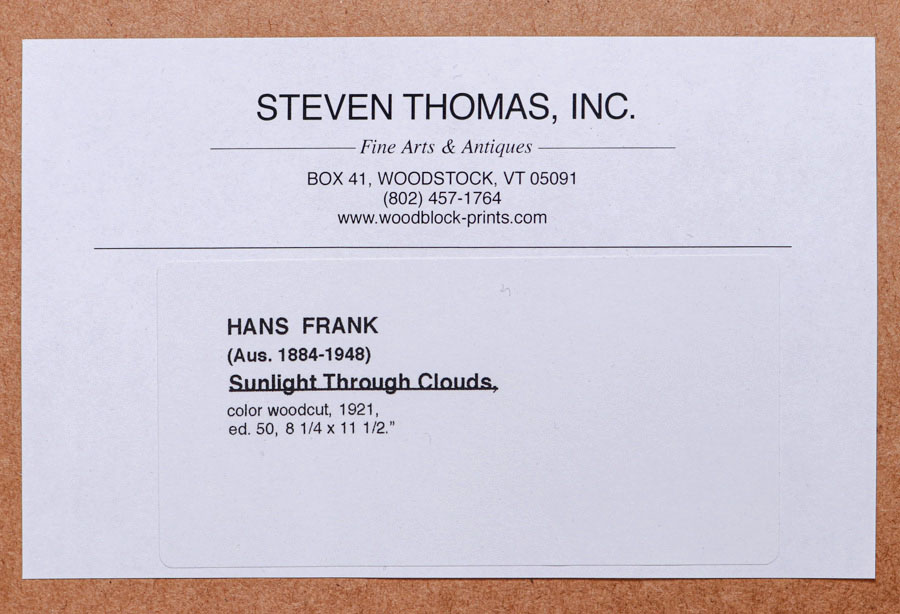 STEVEN THOMAS, INC.
Fine Arts & Antiques
BOX 41, WOODSTOCK, VT 05091
(802) 457-1764
www.woodblock-prints.com
HANS FRANK
(Aus. 1884-1948)
Sunlight Through Clouds,
color woodcut, 1921,
ed. 50, 8 1/4 x 11 1/2.”